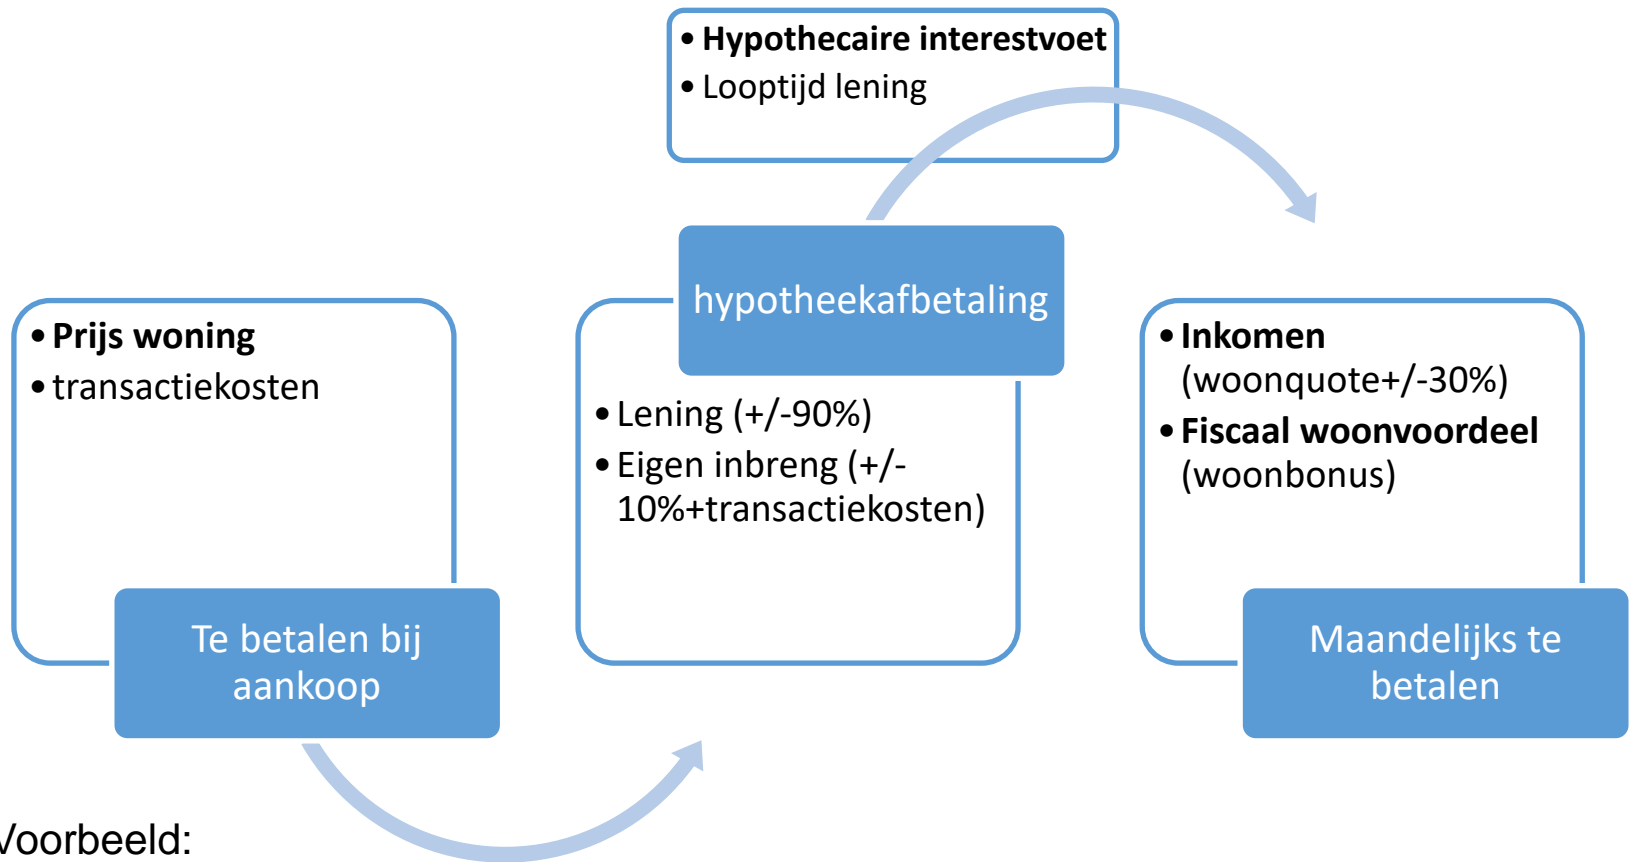 • Hypothecaire interestvoet
• Looptijd lening
• Prijs woning
• transactiekosten
Te betalen bij
aankoop
hypotheekafbetaling
• Lening (+/-90%)
• Eigen inbreng (+/-
10%+transactiekosten)
• Inkomen
(woonquote+/-30%)
• Fiscaal woonvoordeel
(woonbonus)
Maandelijks te
betalen
Voorbeeld: